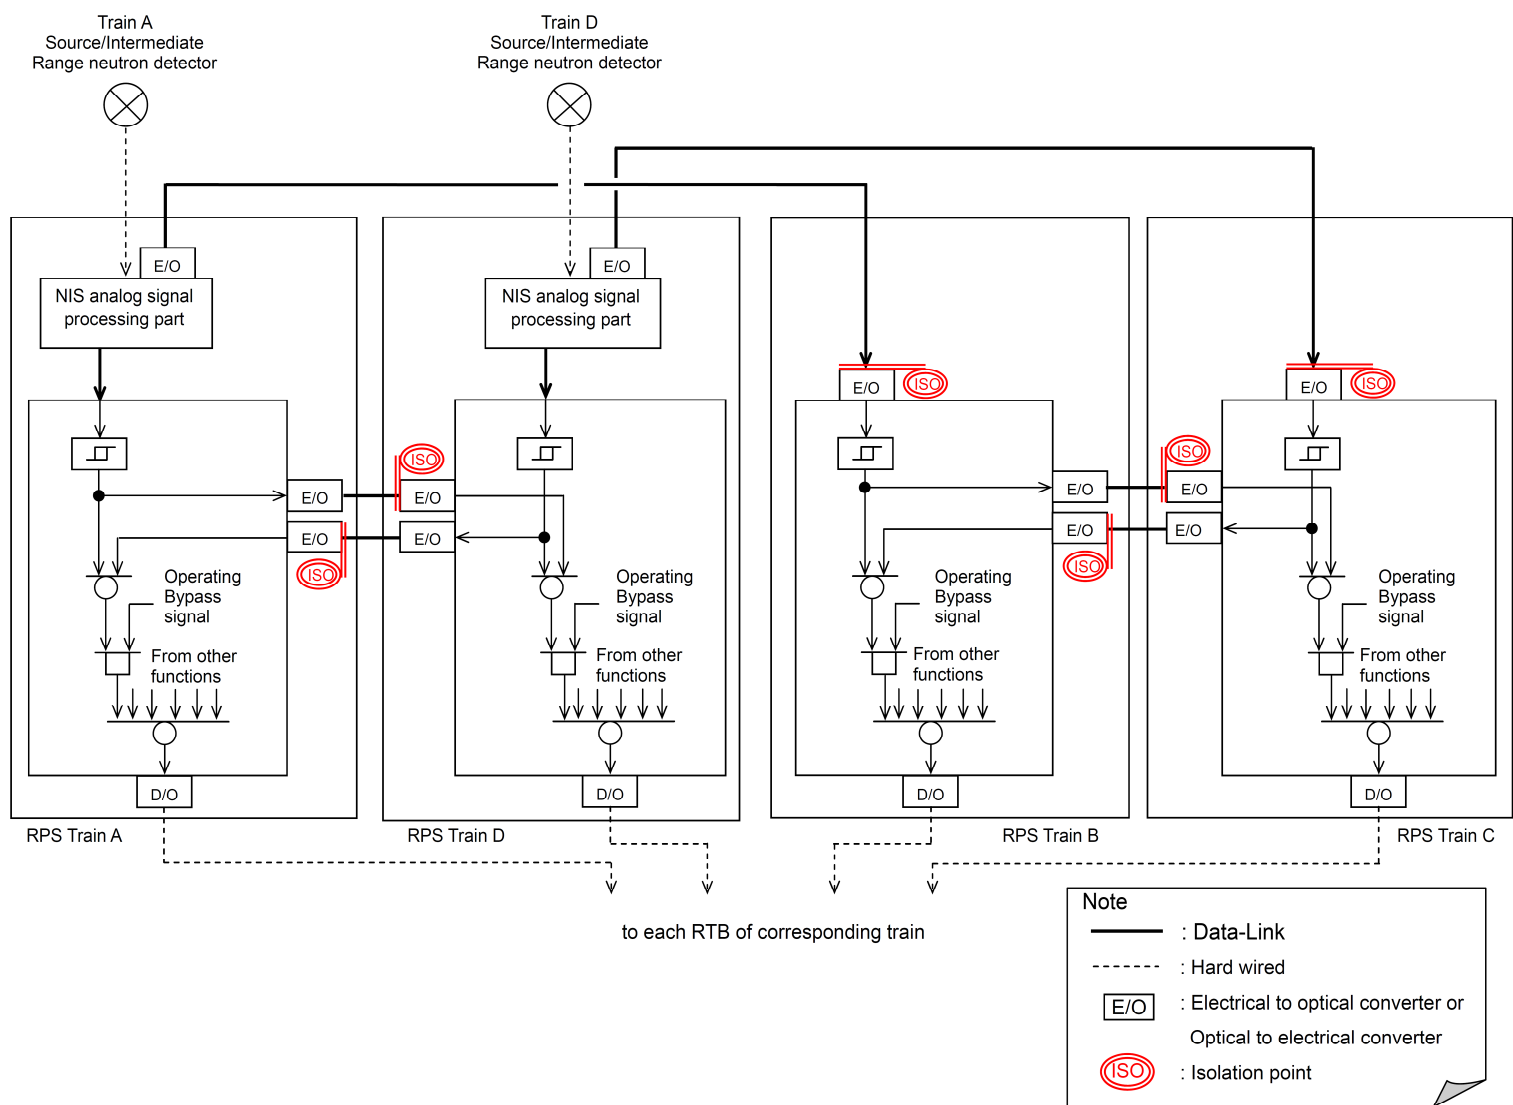 Train A
Source/Intermediate
Range neutron detector
Train D
Source/Intermediate
Range neutron detector
E/O
NIS analog signal
processing part
E/O
NIS analog signal
processing part
E/O
ISO
E/O
ISO
E/O
ISO
E/O
E/O
ISO
E/O
E/O
ISO
E/O
E/O
ISO
E/O
Operating
Bypass
signal
From other
functions
D/O
Operating
Bypass
signal
From other
functions
D/O
Operating
Bypass
signal
From other
functions
D/O
Operating
Bypass
signal
From other
functions
D/O
RPS Train A
RPS Train D
RPS Train B
RPS Train C
to each RTB of corresponding train
Note
: Data-Link
: Hard wired
E/O : Electrical to optical converter or
Optical to electrical converter
ISO : Isolation point